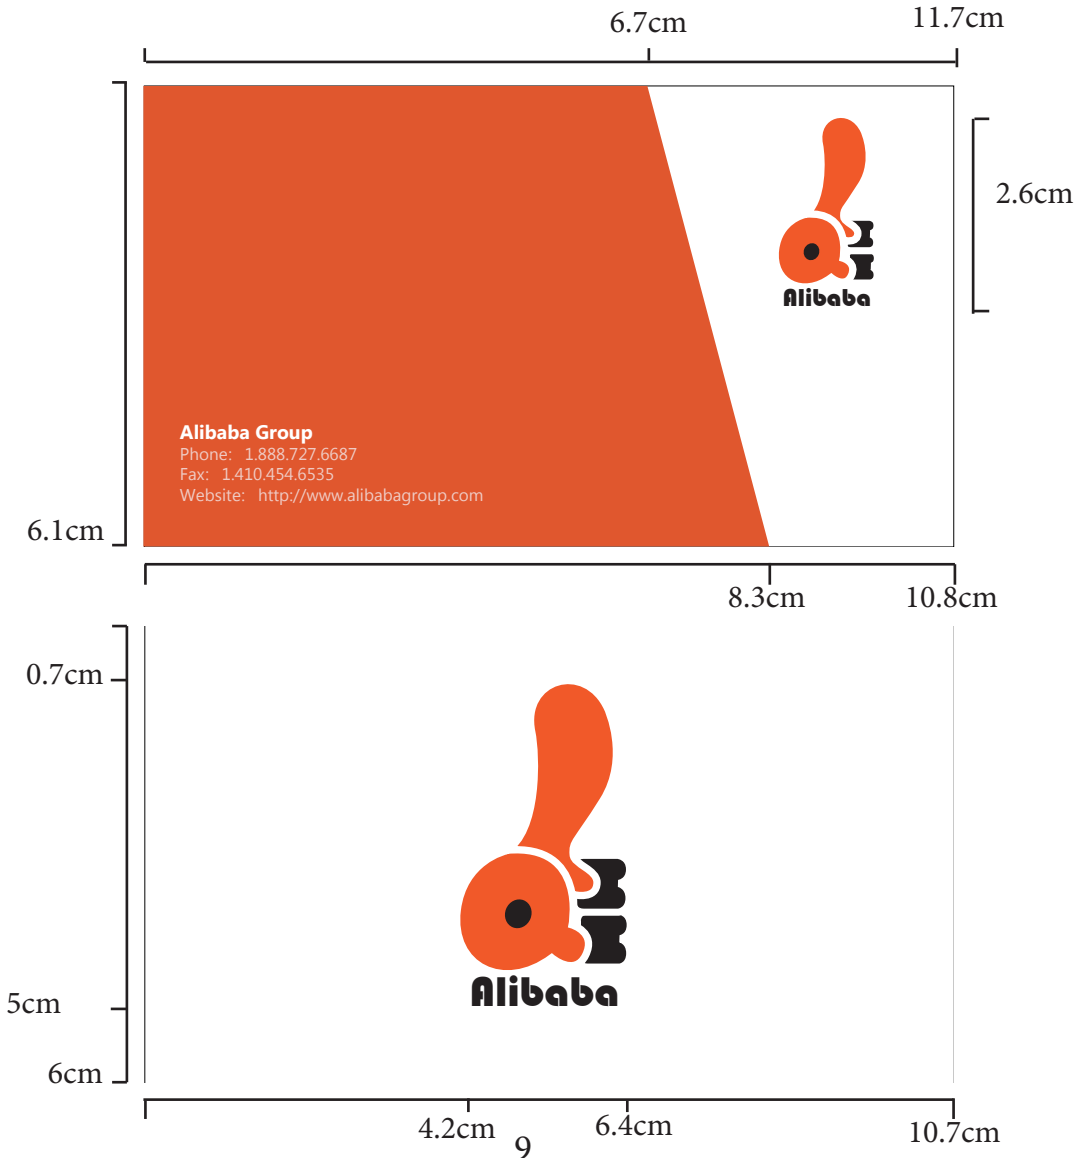 6.7cm
11.7cm
2.6cm
Alibaba
Alibaba Group
Phone: 1.888.727.6687
Fax: 1.410.454.6535
Website: http://www.alibabagroup.com
6.1cm
8.3cm
10.8cm
0.7cm
Alibaba
5cm
6cm
4.2cm
6.4cm
10.7cm
9